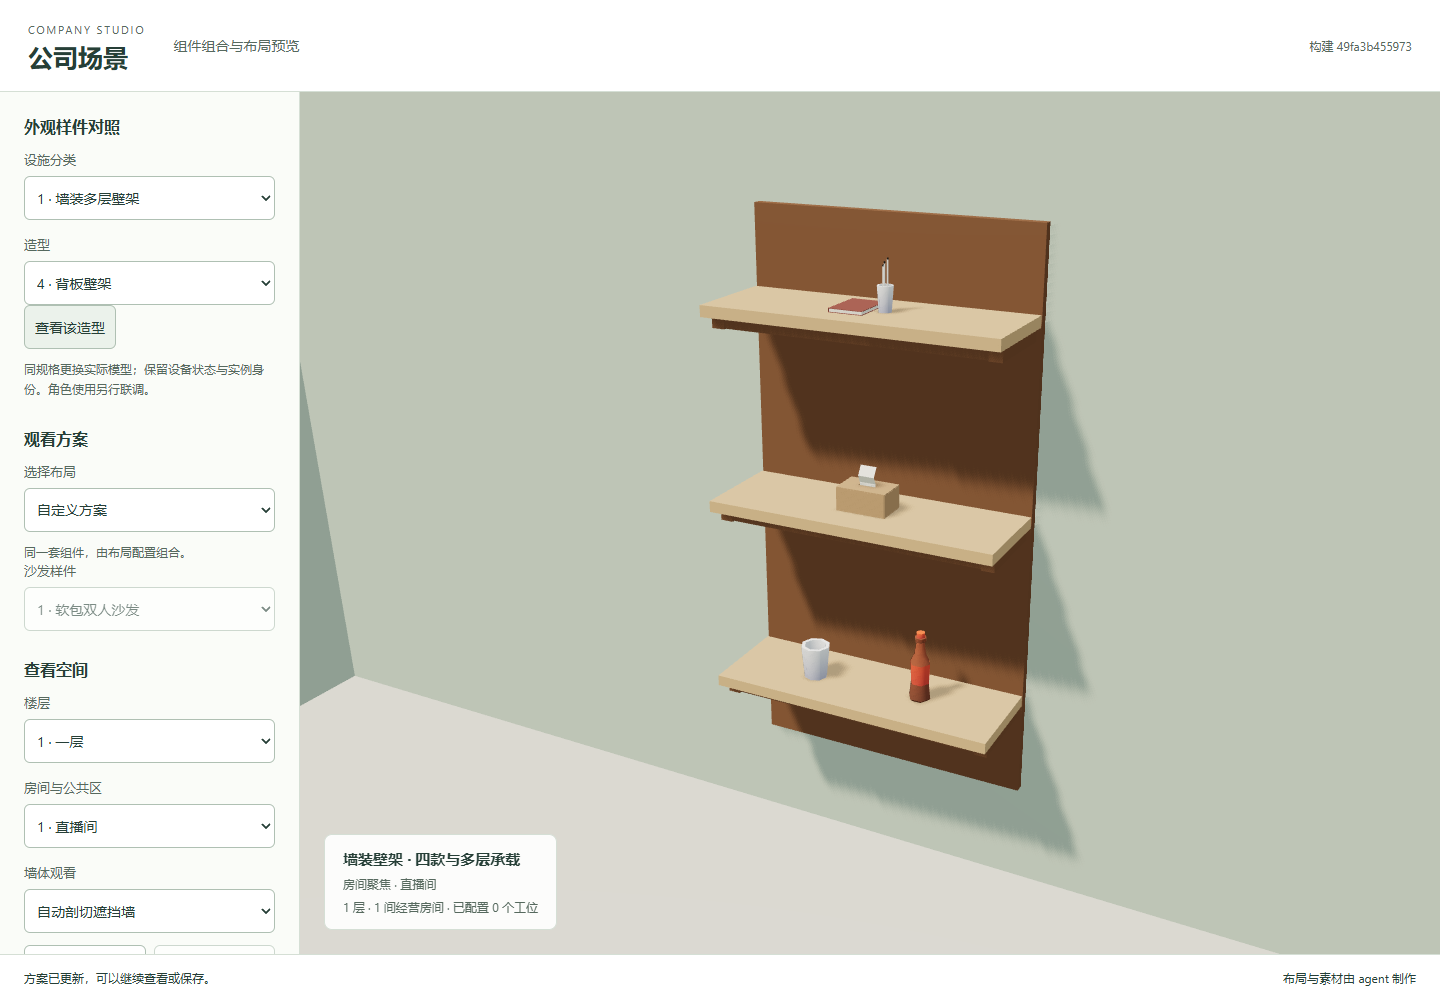 COMPANY STUDIO
公司场景
组件组合与布局预览
构建 49fa3b455973
外观样件对照
设施分类
1 · 墙装多层壁架
造型
4 · 背板壁架
查看该造型
同规格更换实际模型；保留设备状态与实例身
份。角色使用另行联调。
观看方案
选择布局
自定义方案
同一套组件，由布局配置组合。
沙发样件
1 · 软包双人沙发
查看空间
楼层
1 · 一层
房间与公共区
1 · 直播间
墙体观看
自动剖切遮挡墙
墙装壁架 · 四款与多层承载
房间聚焦 · 直播间
1 层 · 1 间经营房间 · 已配置 0 个工位
方案已更新，可以继续查看或保存。
布局与素材由 agent 制作